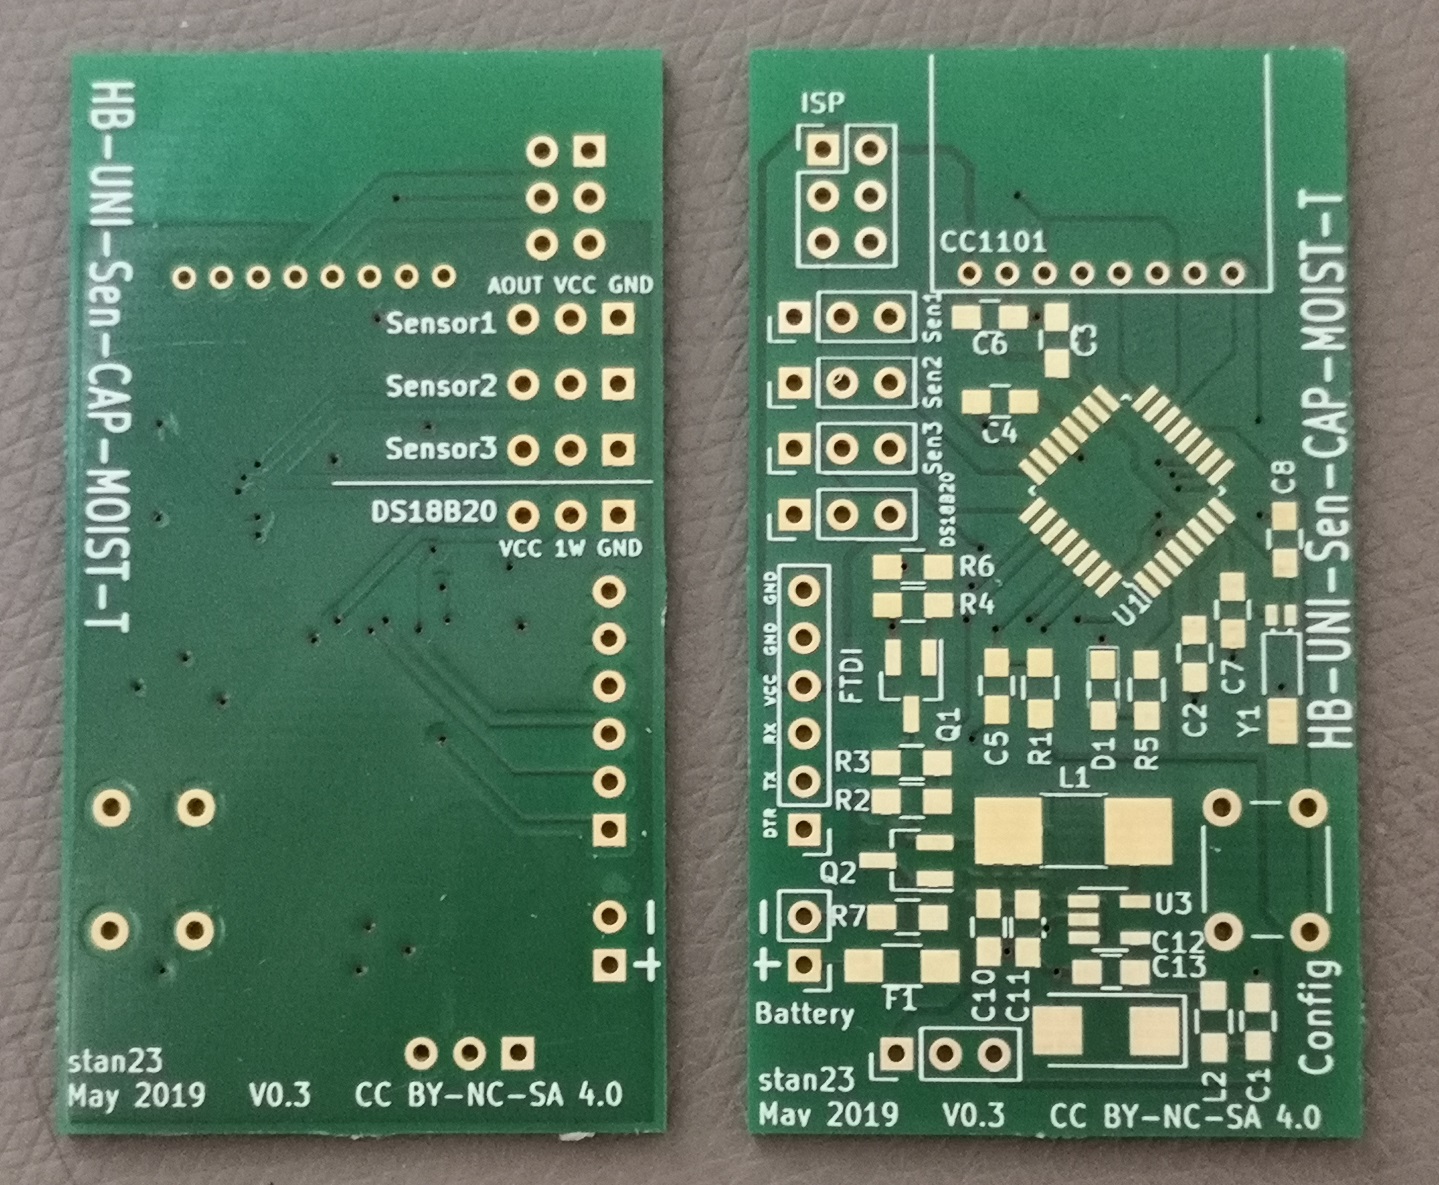 HB-UNI-Sen-CAP-MOIST-T
AOUT VCC GND
Sensor1
Sensor2
Sensor3
DS18B20
VCC 1W GND
-
+
stan23
May 2019 V0.3 CC BY-NC-SA 4.0
ISP
CC1101
Sen1
C6
C3
Sen2
C4
Sen3
DS18B20
HB-UNI-Sen-CAP-MOIST-T
C8
U1
R6
R4
GND
GND
VCC
RX
TX
DTR
FTDI
Q1
C5
R1
D1
R5
C2
C7
Y1
R3
R2
L1
Q2
R7
U3
C12
C13
-
+
F1
C10
C11
Battery
Config
L2
C1
stan23
May 2019 V0.3 CC BY-NC-SA 4.0